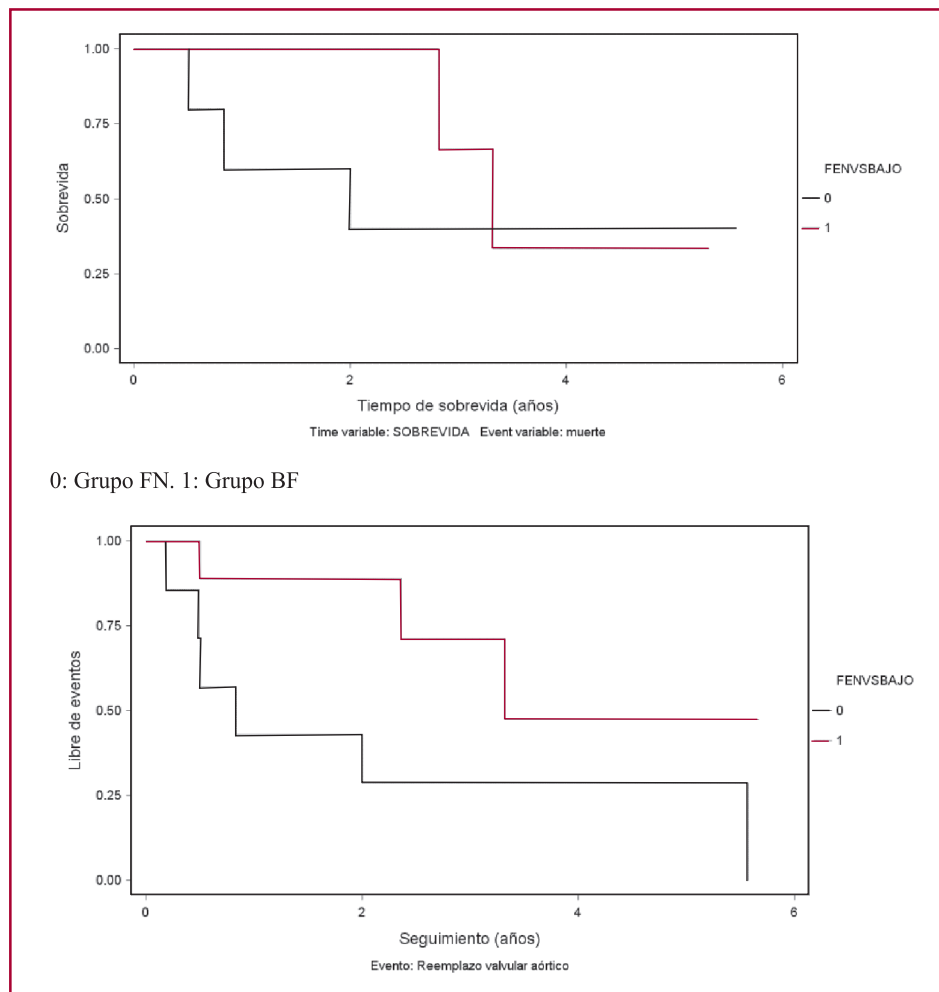 1.00
0.75
0.50
0.25
0.00
Sobrevida
0 2 4 6
Tiempo de sobrevida (años)
Time variable: SOBREVIDA Event variable: muerte
FENVSBAJO
0
1
0: Grupo FN. 1: Grupo BF
1.00
0.75
0.50
0.25
0.00
Libre de eventos
0 2 4 6
Seguimiento (años)
Evento: Reemplazo valvular aórtico
FENVSBAJO
0
1